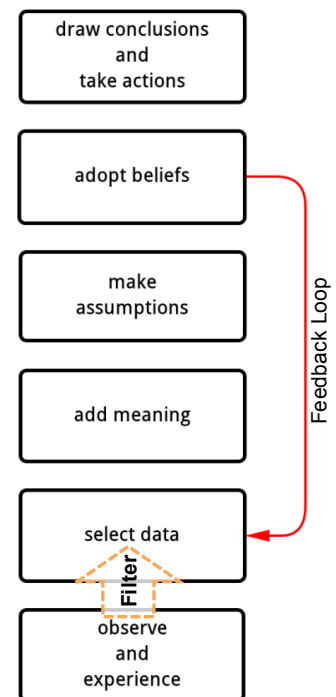 draw conclusions
and
take actions
adopt beliefs
make
assumptions
Feedback Loop
add meaning
select data
Filter
observe
and
experience